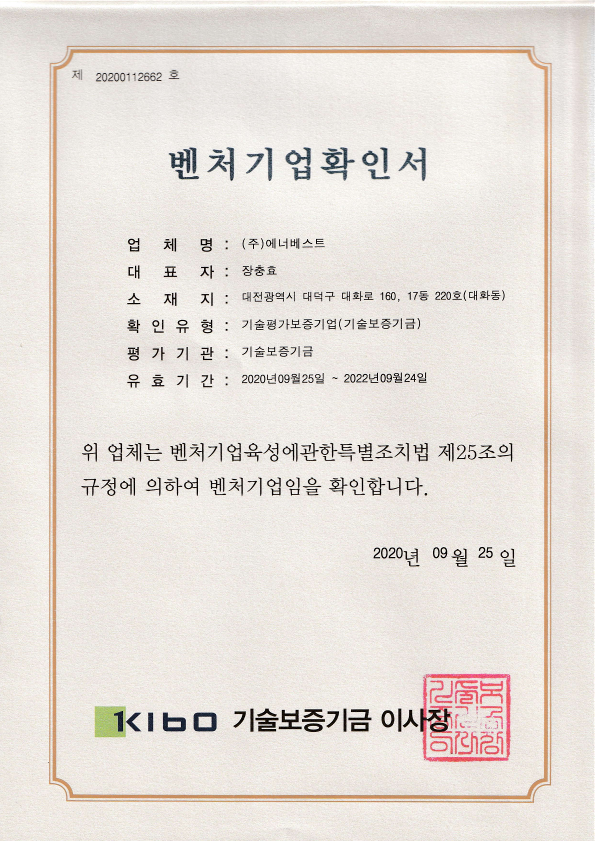 제 20200112662 호
벤처기업확인서
업 체 명 : (주)에너베스트
대 표 자 : 장충효
소 재 지 : 대전광역시 대덕구 대화로 160, 17동 220호(대화동)
확 인 유 형 : 기술평가보증기업(기술보증기금)
평 가 기 관 : 기술보증기금
유 효 기 간 : 2020년09월25일 ~ 2022년09월24일
위 업체는 벤처기업육성에관한특별조치법 제25조의
규정에 의하여 벤처기업임을 확인합니다.
2020년 09월 25일
KIBO 기술보증기금 이사장